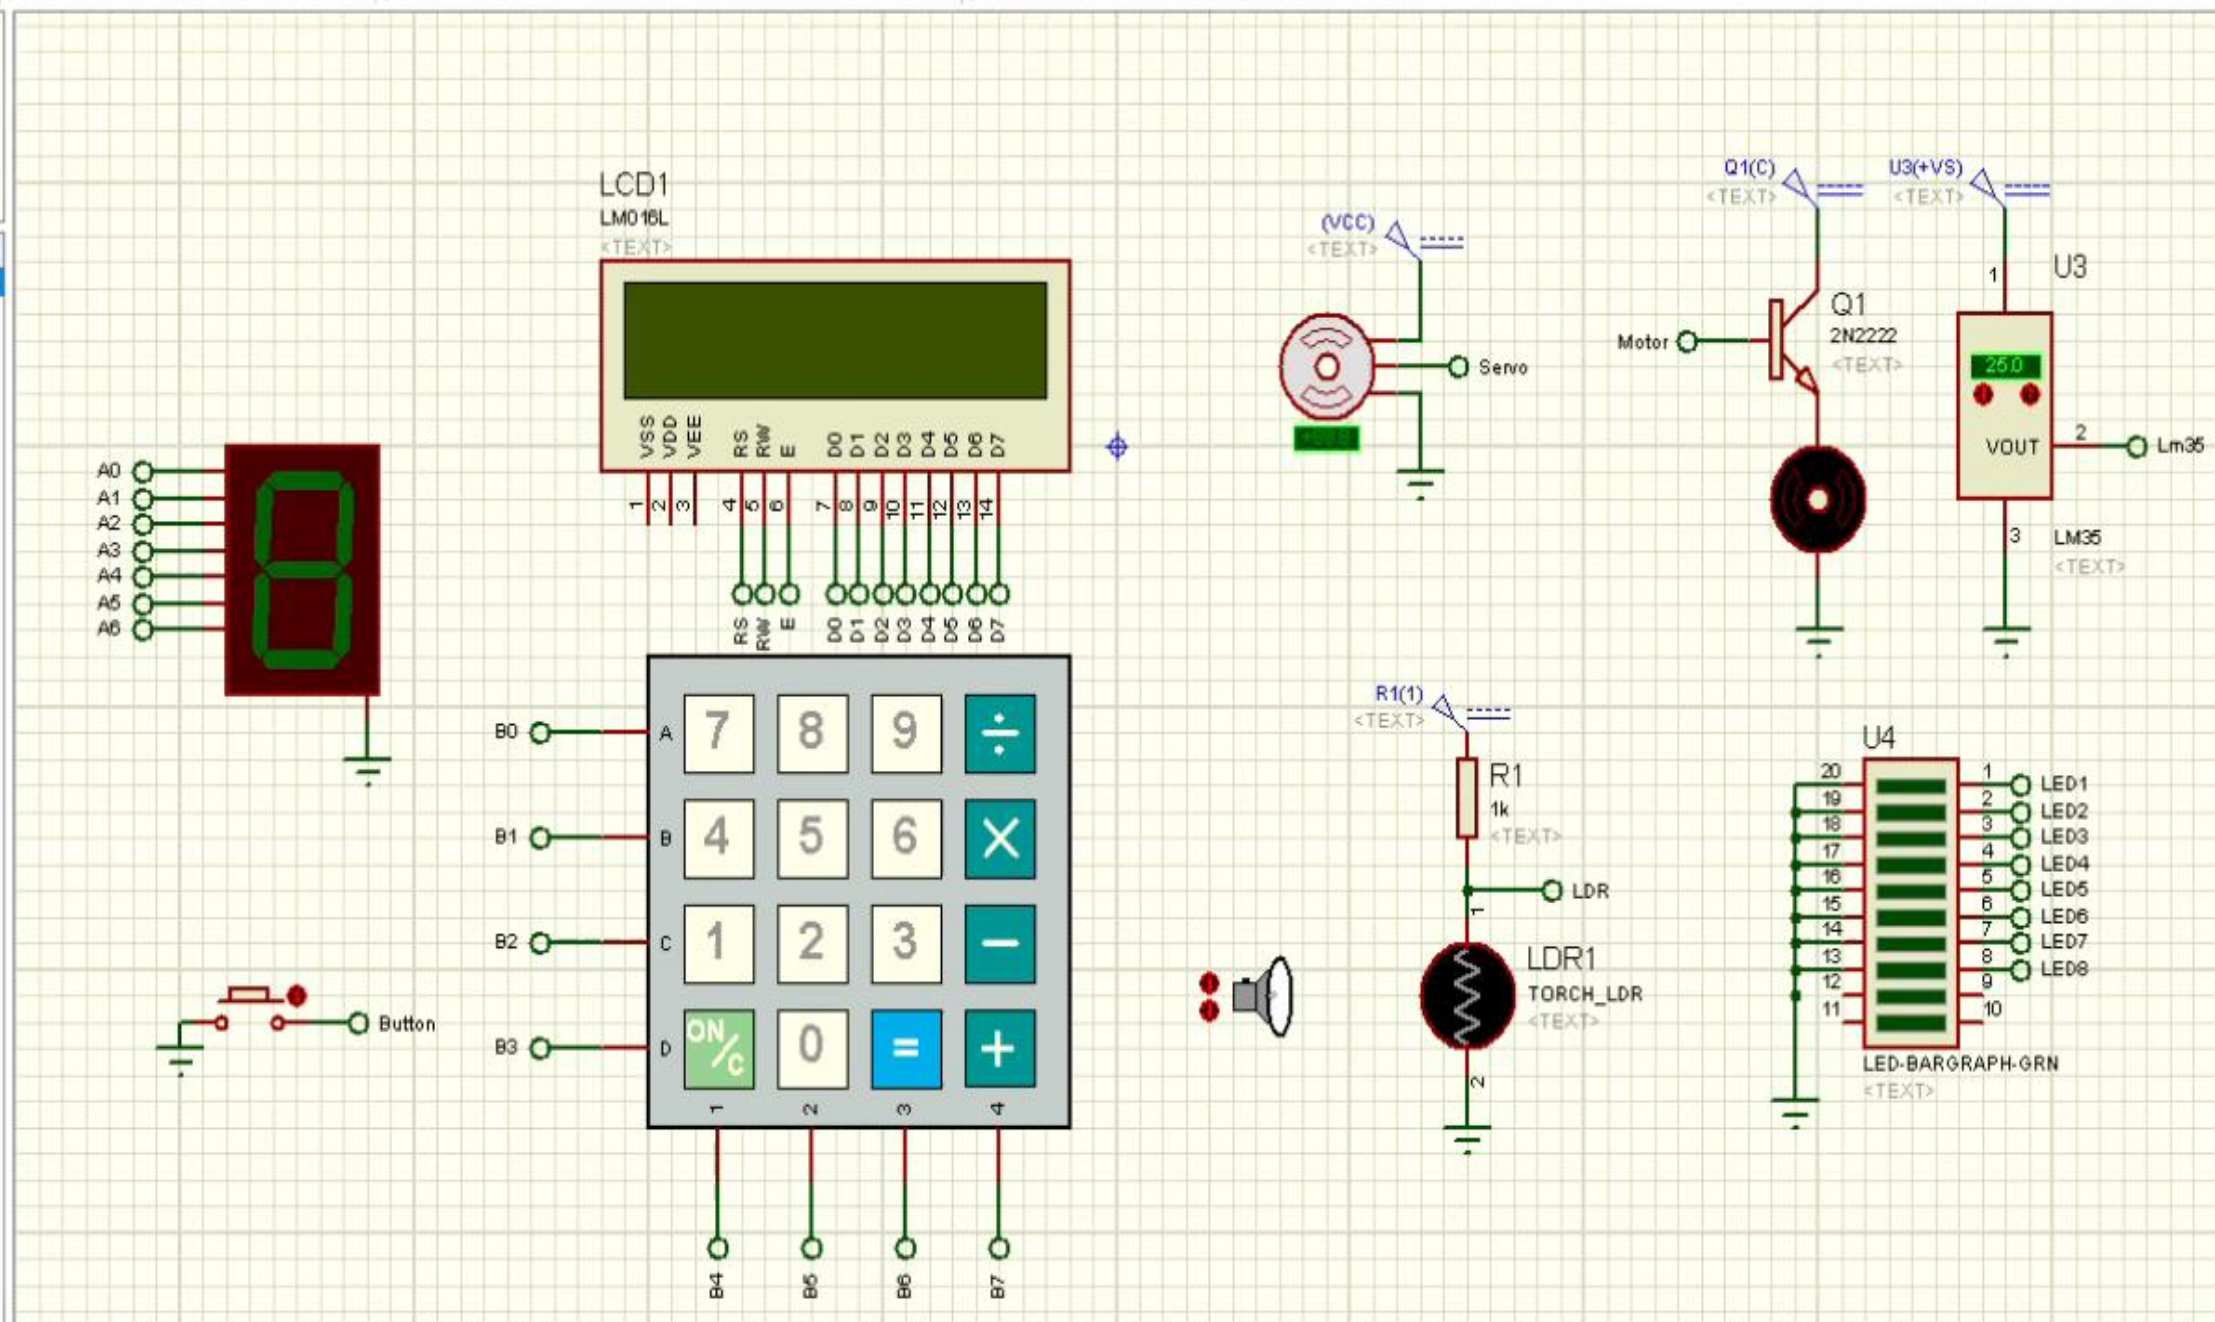 LCD1
LM016L
<TEXT>
VSS
VDD
VEE
RS
RW
E
D0
D1
D2
D3
D4
D5
D6
D7
1
2
3
4
5
6
7
8
9
10
11
12
13
14
RS
RW
E
D0
D1
D2
D3
D4
D5
D6
D7
A0
A1
A2
A3
A4
A5
A6
Button
B0
B1
B2
B3
A
B
C
D
7 8 9 ÷
4 5 6 ×
1 2 3 −
ON/C 0 = +
1 2 3 4
B4
B5
B6
B7
(VCC)
<TEXT>
Servo
Q1(C)
<TEXT>
Motor
Q1
2N2222
<TEXT>
U3(+VS)
<TEXT>
U3
1
25.0
VOUT
2
Lm35
3
LM35
<TEXT>
R1(1)
<TEXT>
R1
1k
<TEXT>
LDR
1
LDR1
TORCH_LDR
<TEXT>
2
U4
20 1 LED1
19 2 LED2
18 3 LED3
17 4 LED4
16 5 LED5
15 6 LED6
14 7 LED7
13 8 LED8
12 9
11 10
LED-BARGRAPH-GRN
<TEXT>